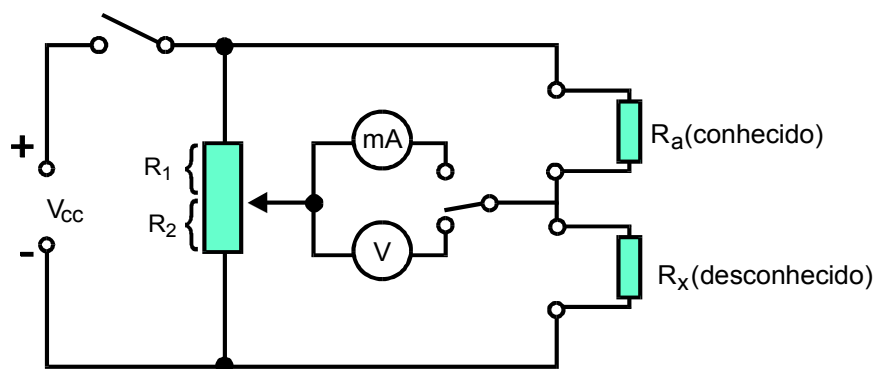 +
mA
R1
Ra(conhecido)
Vcc
R2
-
V
Rx(desconhecido)